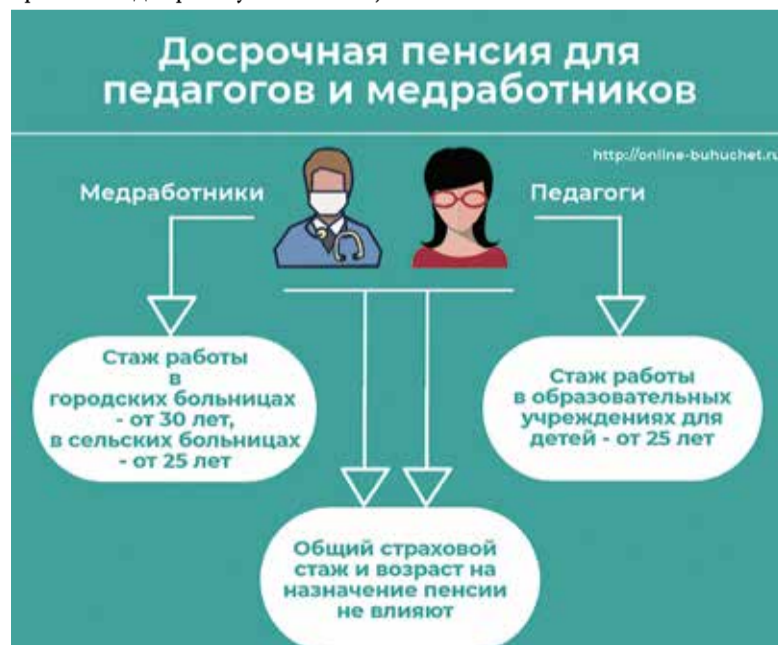 Досрочная пенсия для
педагогов и медработников
http://online-buhuchet.ru
Медработники
Педагоги
Стаж работы
в
городских больницах
- от 30 лет,
в сельских больницах
- от 25 лет
Стаж работы
в образовательных
учреждениях для
детей - от 25 лет
Общий страховой
стаж и возраст на
назначение пенсии
не влияют